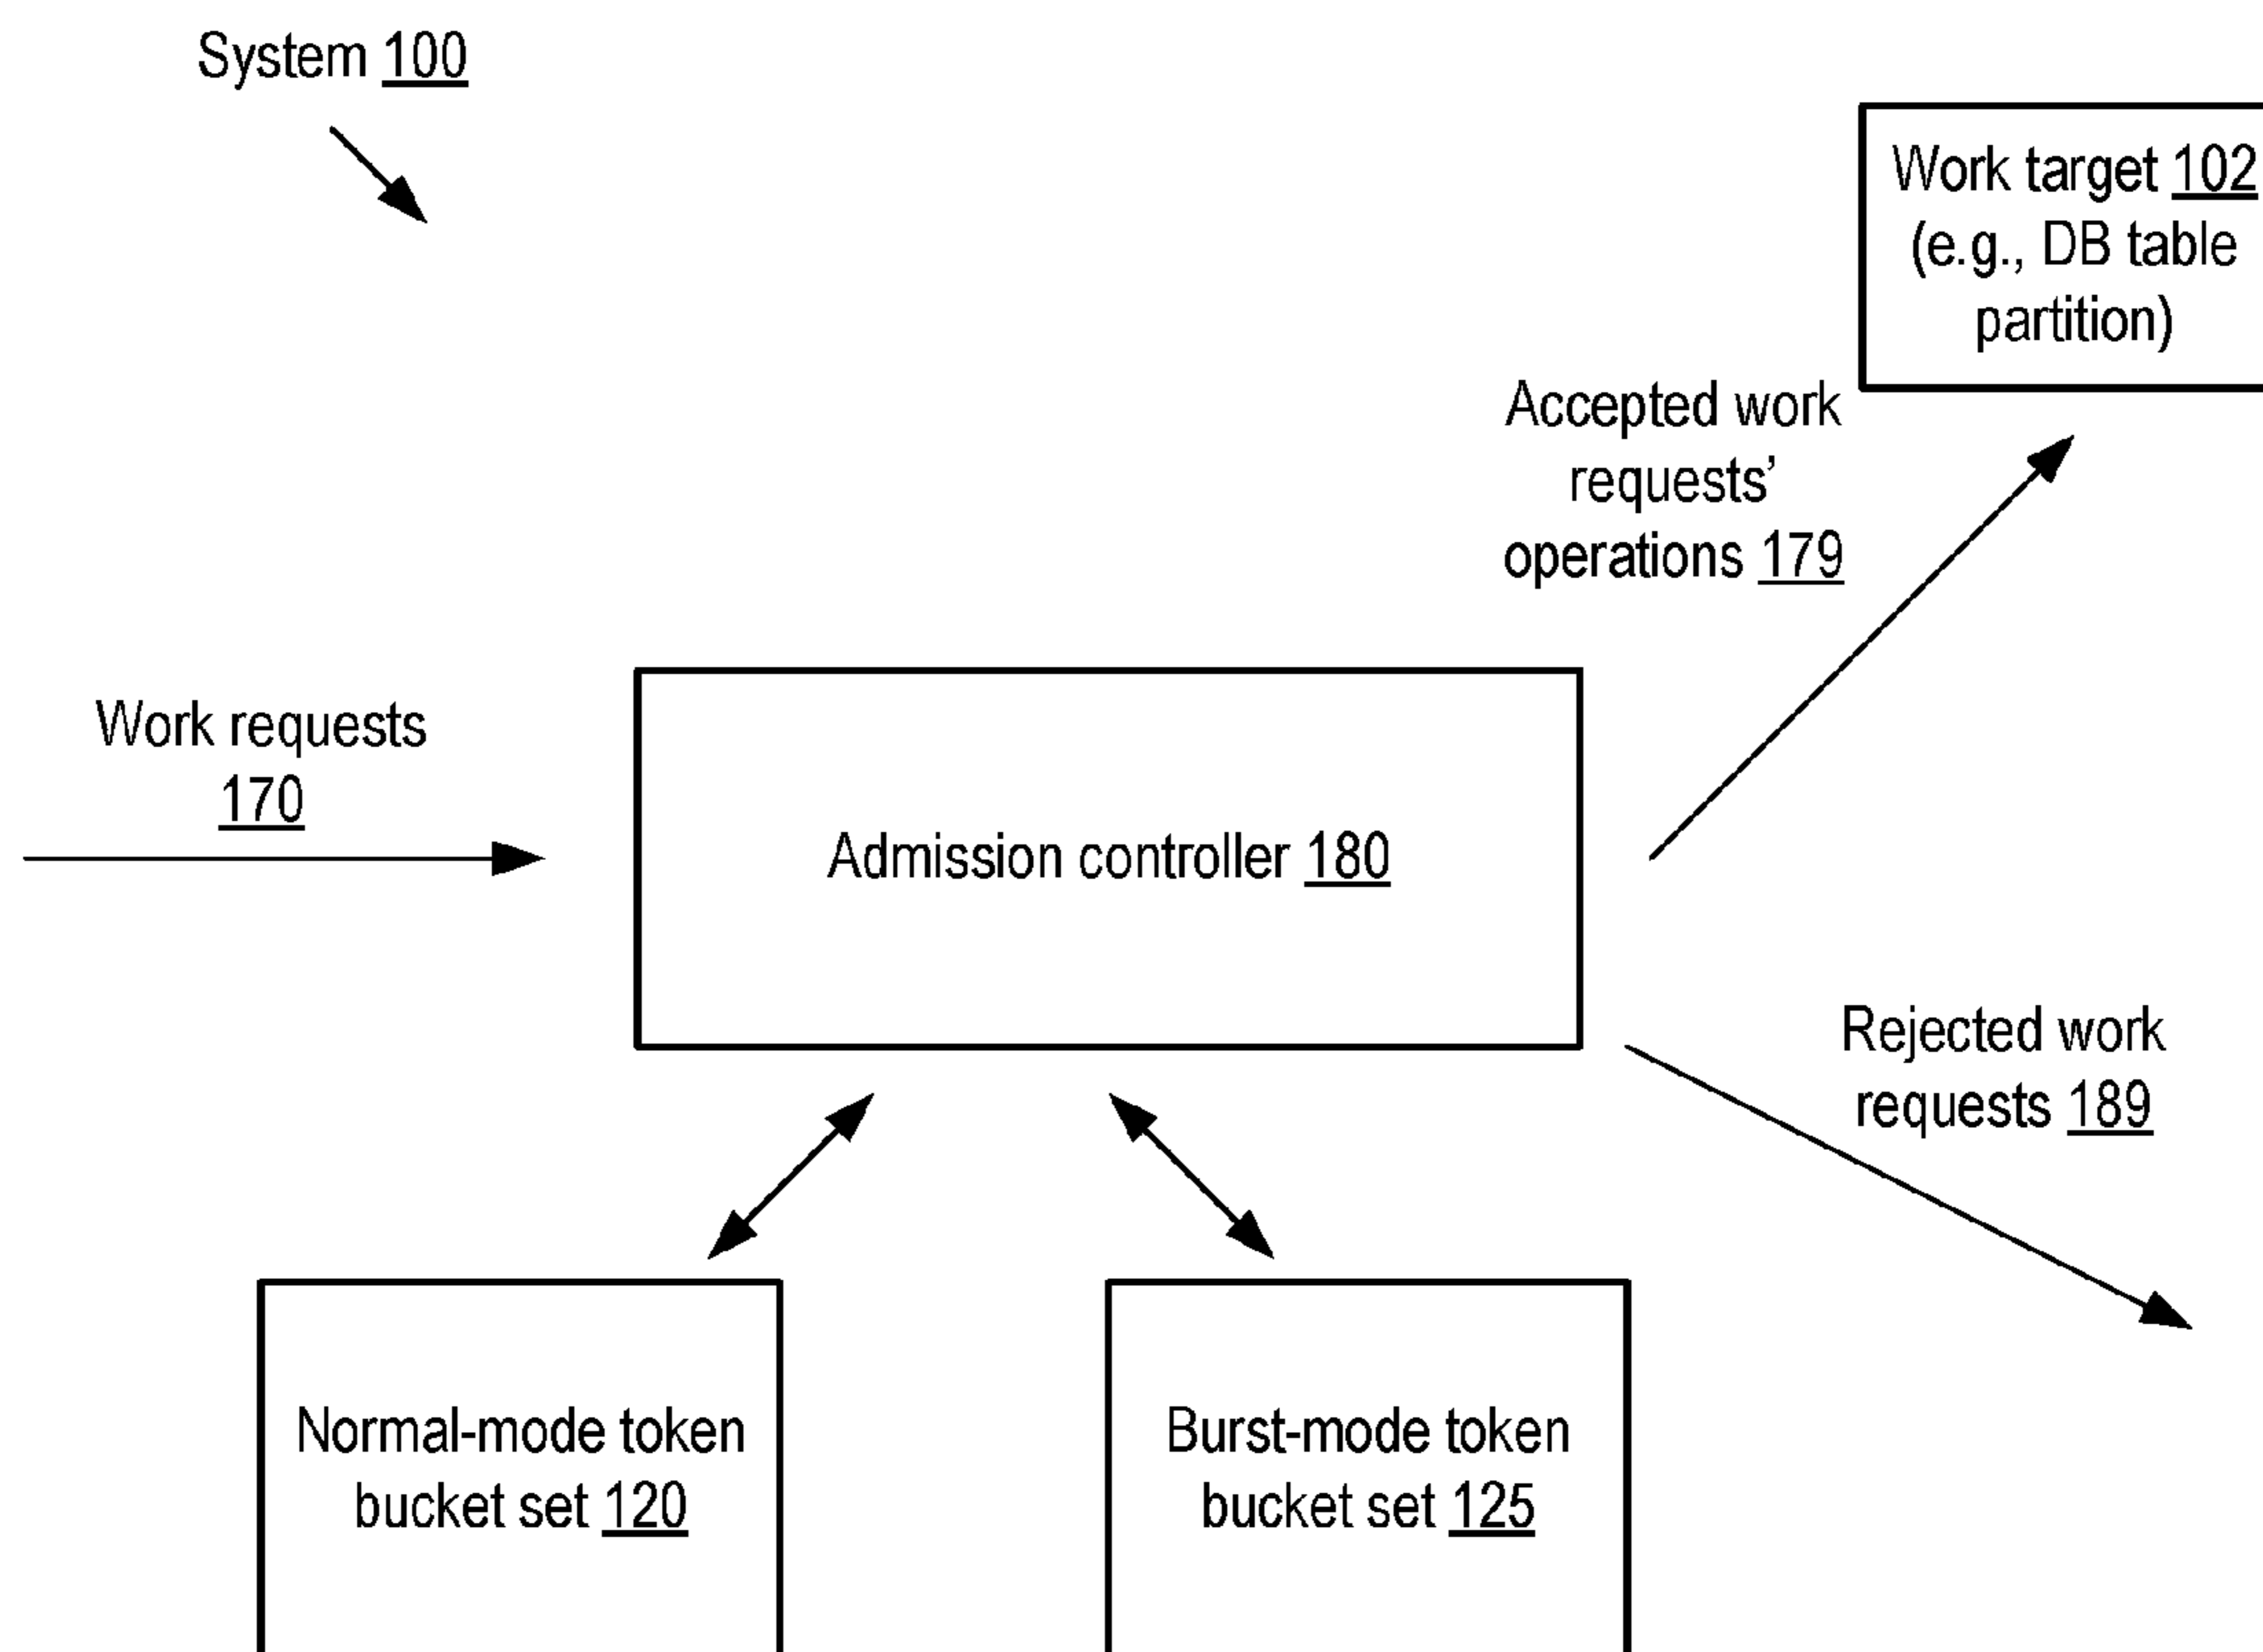 System 100
Work target 102
(e.g., DB table
partition)
Accepted work
requests’
operations 179
Work requests
170
Admission controller 180
Rejected work
requests 189
Normal-mode token
bucket set 120
Burst-mode token
bucket set 125